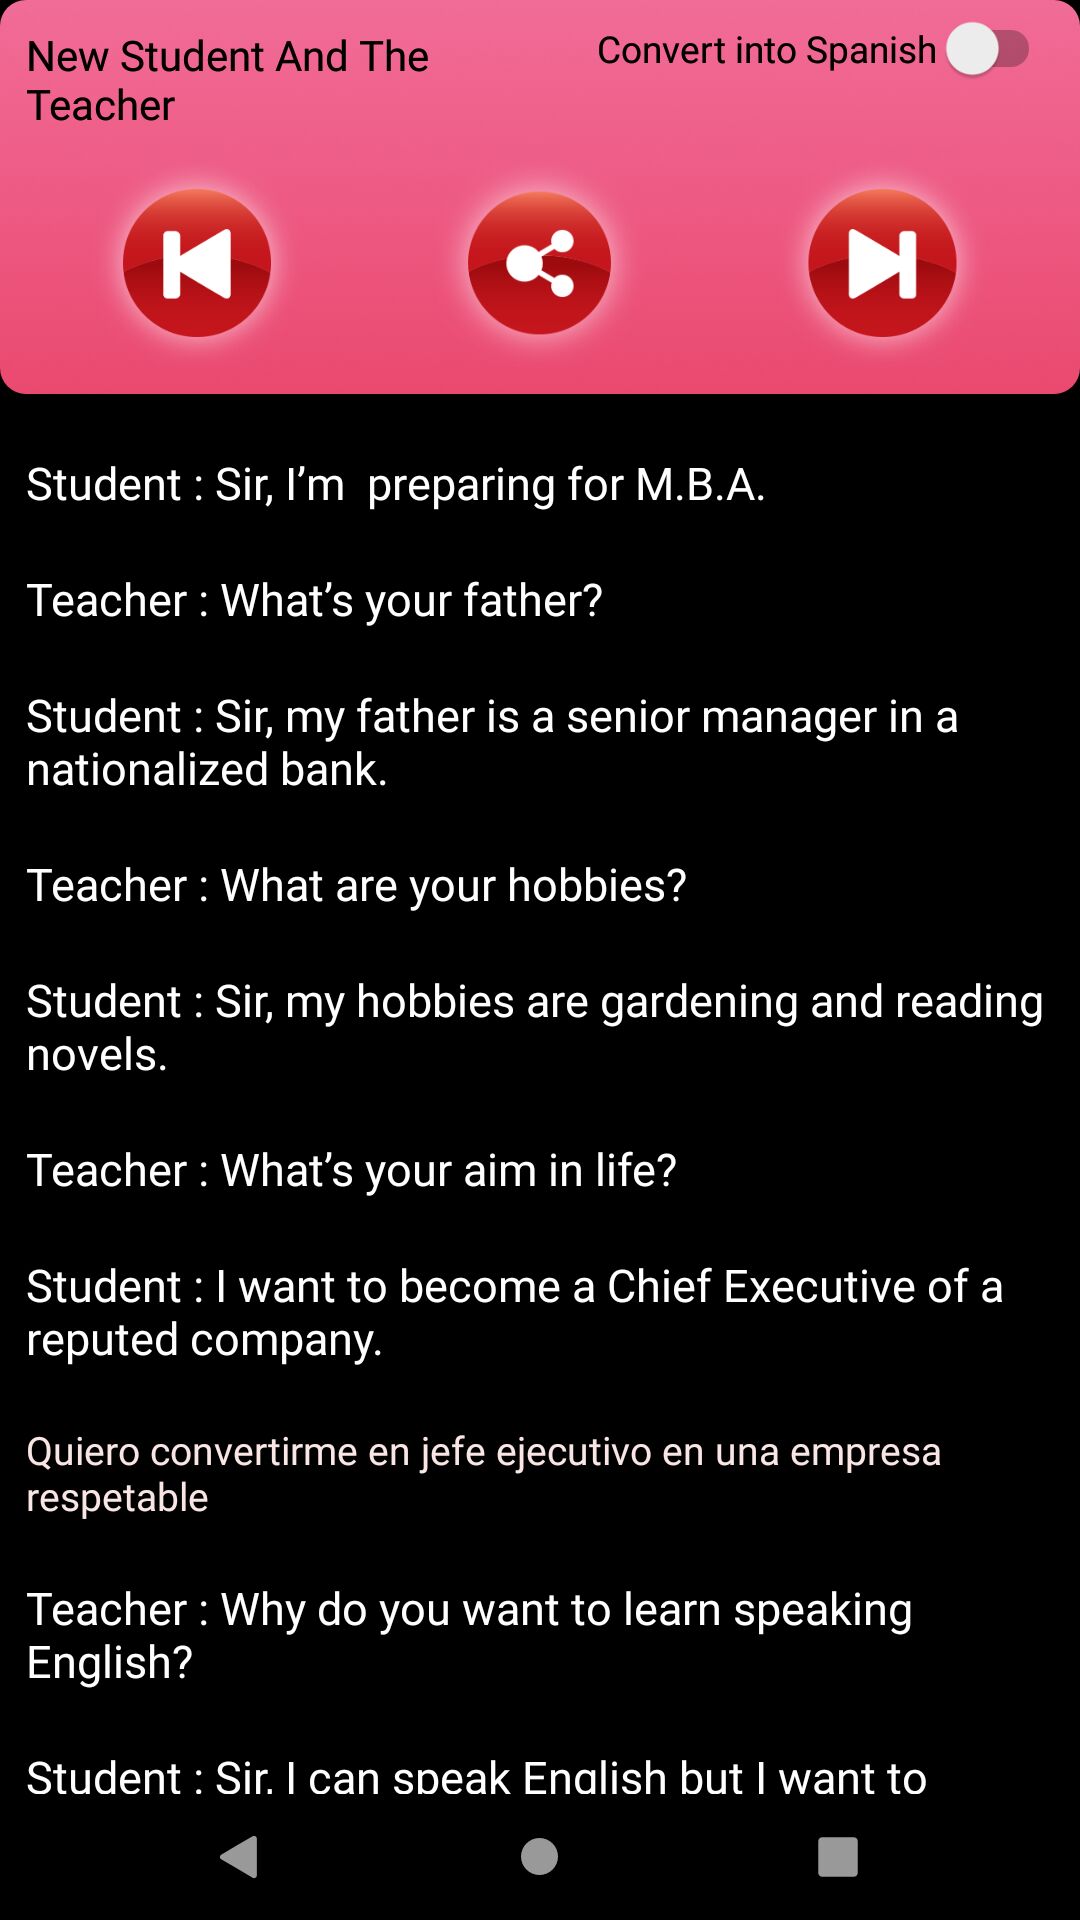 New Student And The
Teacher
Convert into Spanish
Student : Sir, I’m  preparing for M.B.A.
Teacher : What’s your father?
Student : Sir, my father is a senior manager in a
nationalized bank.
Teacher : What are your hobbies?
Student : Sir, my hobbies are gardening and reading
novels.
Teacher : What’s your aim in life?
Student : I want to become a Chief Executive of a
reputed company.
Quiero convertirme en jefe ejecutivo en una empresa
respetable
Teacher : Why do you want to learn speaking
English?
Student : Sir, I can speak English but I want to